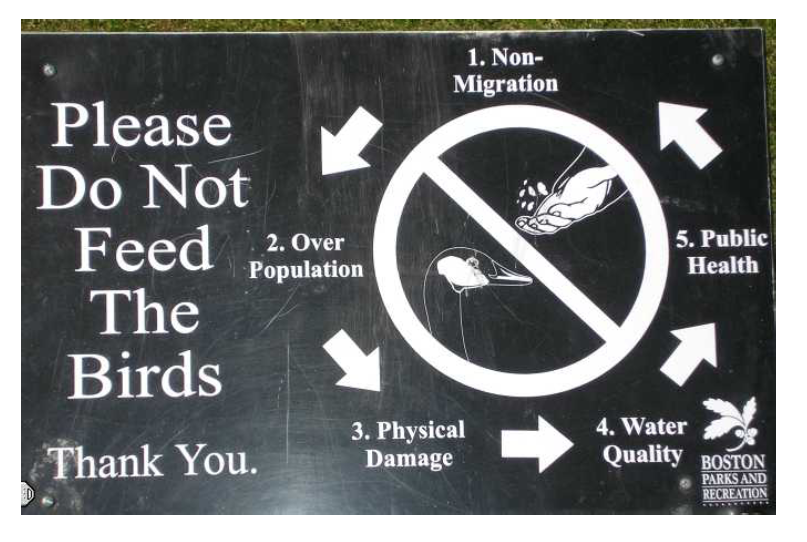 Please
Do Not
Feed
The
Birds
Thank You.
1. Non-
Migration
2. Over
Population
3. Physical
Damage
4. Water
Quality
5. Public
Health
BOSTON
PARKS AND
RECREATION